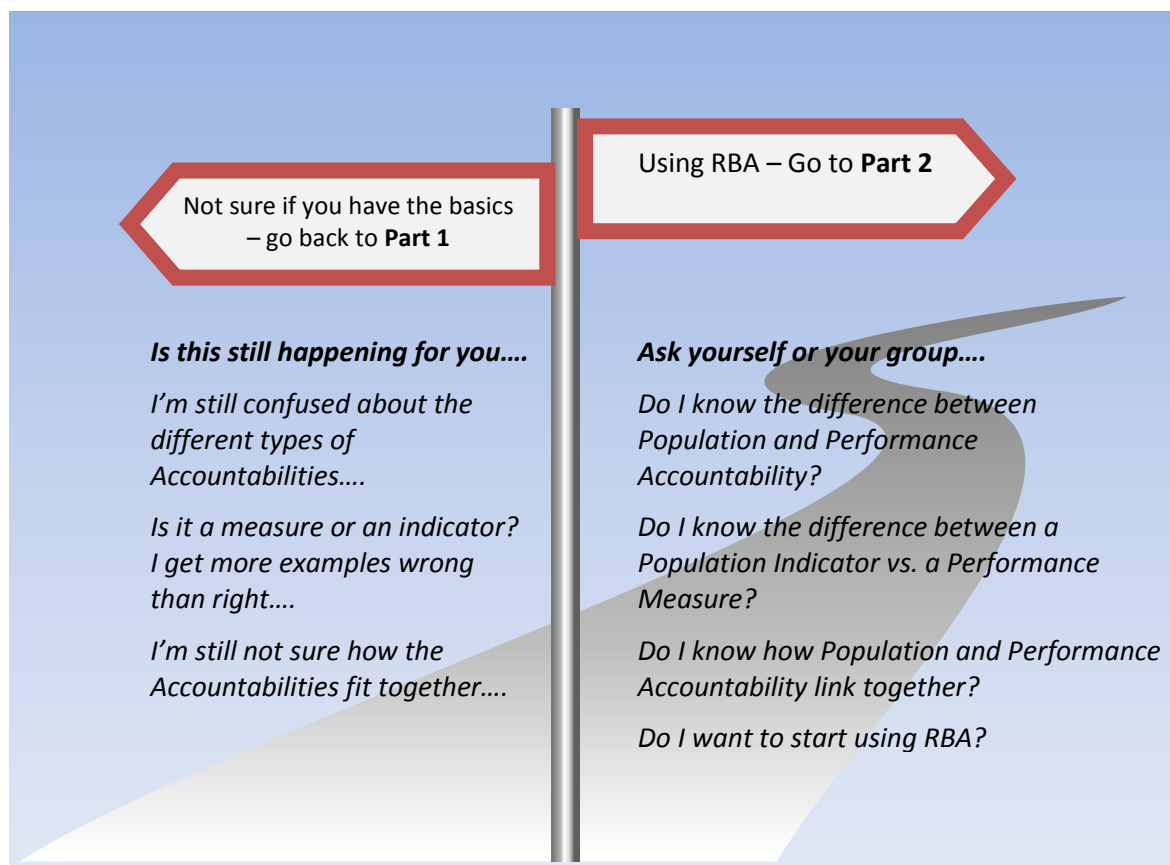 Not sure if you have the basics
– go back to Part 1
Is this still happening for you….
I’m still confused about the
different types of
Accountabilities….
Is it a measure or an indicator?
I get more examples wrong
than right….
I’m still not sure how the
Accountabilities fit together….
Using RBA – Go to Part 2
Ask yourself or your group….
Do I know the difference between
Population and Performance
Accountability?
Do I know the difference between a
Population Indicator vs. a Performance
Measure?
Do I know how Population and Performance
Accountability link together?
Do I want to start using RBA?